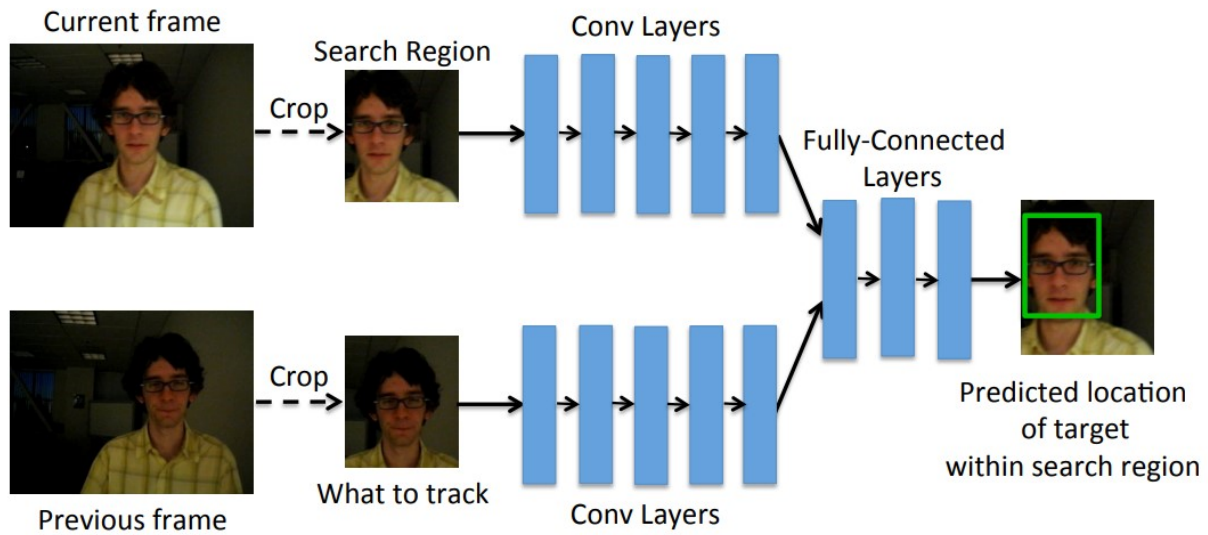 Current frame
Crop
Search Region
Conv Layers
Fully-Connected
Layers
Predicted location
of target
within search region
Previous frame
Crop
What to track
Conv Layers